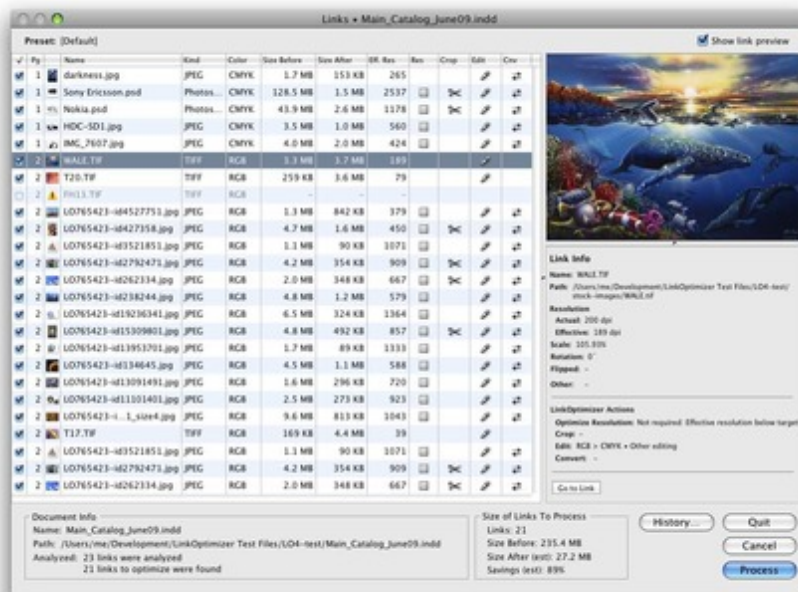 Links • Main_Catalog_June09.indd
Preset: [Default]
Show link preview
✓ Pg Name Kind Color Size Before Size After Eff. Res Res Crop Edit Cnv
1 darkness.jpg JPEG CMYK 1.7 MB 153 KB 265
1 Sony Ericsson.psd Photos... CMYK 128.5 MB 1.5 MB 2537
1 Nokia.psd Photos... CMYK 43.9 MB 2.6 MB 1178
1 HDC-SD1.jpg JPEG CMYK 3.5 MB 1.0 MB 560
1 IMG_7607.jpg JPEG CMYK 4.0 MB 2.0 MB 424
2 WALE.TIF TIFF RGB 3.3 MB 3.7 MB 189
2 T20.TIF TIFF RGB 259 KB 3.6 MB 79
2 FH13.TIF TIFF RGB - - -
2 LO765423-id4527751.jpg JPEG RGB 1.3 MB 842 KB 379
2 LO765423-id427358.jpg JPEG RGB 4.7 MB 1.6 MB 450
2 LO765423-id3521851.jpg JPEG RGB 1.1 MB 90 KB 1071
2 LO765423-id2792471.jpg JPEG RGB 4.2 MB 354 KB 909
2 LO765423-id262334.jpg JPEG RGB 2.0 MB 348 KB 667
2 LO765423-id238244.jpg JPEG RGB 4.8 MB 1.2 MB 579
2 LO765423-id19236341.jpg JPEG RGB 6.5 MB 324 KB 1364
2 LO765423-id15309801.jpg JPEG RGB 4.8 MB 492 KB 857
2 LO765423-id13953701.jpg JPEG RGB 1.7 MB 89 KB 1333
2 LO765423-id134645.jpg JPEG RGB 4.5 MB 1.1 MB 588
2 LO765423-id13091491.jpg JPEG RGB 1.6 MB 296 KB 720
2 LO765423-id11101401.jpg JPEG RGB 2.5 MB 273 KB 923
2 LO765423-i...1_size4.jpg JPEG RGB 9.6 MB 813 KB 1043
2 T17.TIF TIFF RGB 169 KB 4.4 MB 39
2 LO765423-id3521851.jpg JPEG RGB 1.1 MB 90 KB 1071
2 LO765423-id2792471.jpg JPEG RGB 4.2 MB 354 KB 909
2 LO765423-id262334.jpg JPEG RGB 2.0 MB 348 KB 667
Link Info
Name: WALE.TIF
Path: /Users/me/Development/LinkOptimizer Test Files/LO4-test/
stock-images/WALE.tif
Resolution
Actual: 200 dpi
Effective: 189 dpi
Scale: 105.93%
Rotation: 0°
Flipped: -
Other: -
LinkOptimizer Actions
Optimize Resolution: Not required: Effective resolution below target
Crop: -
Edit: RGB > CMYK • Other editing
Convert: -
Go to Link
Document Info
Name: Main_Catalog_June09.indd
Path: /Users/me/Development/LinkOptimizer Test Files/LO4-test/Main_Catalog_June09.indd
Analyzed: 23 links were analyzed
21 links to optimize were found
Size of Links To Process
Links: 21
Size Before: 235.4 MB
Size After (est): 27.2 MB
Savings (est): 89%
History...
Quit
Cancel
Process